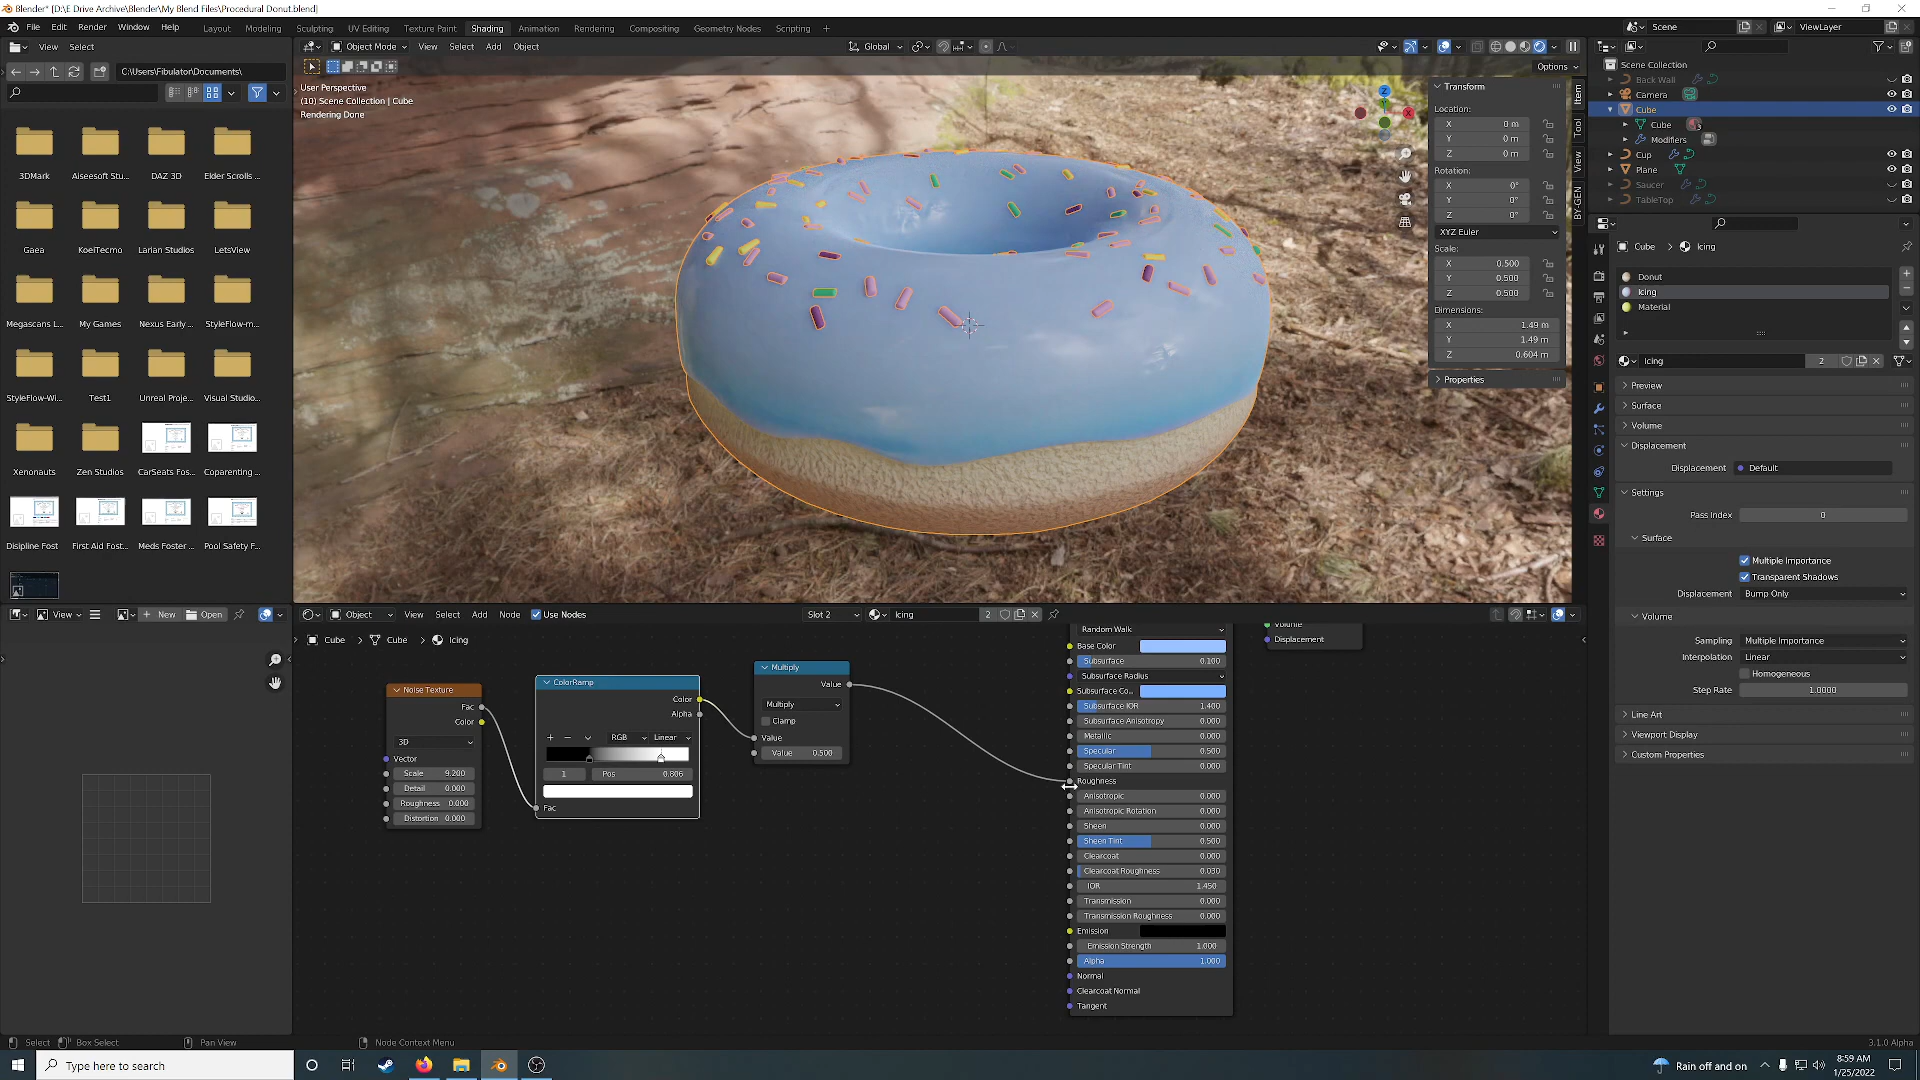 Blender* [D:\E Drive Archive\Blender\My Blend Files\Procedural Donut.blend]
File Edit Render Window Help Layout Modeling Sculpting UV Editing Texture Paint Shading Animation Rendering Compositing Geometry Nodes Scripting + Scene ViewLayer
View Select Object Mode View Select Add Object Global
C:\Users\Fibulator\Documents\
Options
User Perspective
(10) Scene Collection | Cube
Rendering Done
3DMark Aiseesoft Stu... DAZ 3D Elder Scrolls ...
Gaea KoeiTecmo Larian Studios LetsView
Megascans L... My Games Nexus Early ... StyleFlow-m...
StyleFlow-Wi... Test1 Unreal Proje... Visual Studio...
Xenonauts Zen Studios CarSeats Fos... Coparenting ...
Disipline Fost First Aid Fost... Meds Foster ... Pool Safety F...
Transform
Location:
X 0 m
Y 0 m
Z 0 m
Rotation:
X 0°
Y 0°
Z 0°
XYZ Euler
Scale:
X 0.500
Y 0.500
Z 0.500
Dimensions:
X 1.49 m
Y 1.49 m
Z 0.604 m
Properties
Item
Tool
View
BY-GEN
Z
X
Scene Collection
Back Wall
Camera
Cube
Cube 3
Modifiers
Cup
Plane
Saucer
TableTop
Cube > Icing
Donut
Icing
Material
Icing 2
Preview
Surface
Volume
Displacement
Displacement Default
Settings
Pass Index 0
Surface
Multiple Importance
Transparent Shadows
Displacement Bump Only
Volume
Sampling Multiple Importance
Interpolation Linear
Homogeneous
Step Rate 1.0000
Line Art
Viewport Display
Custom Properties
View New Open Object View Select Add Node Use Nodes Slot 2 Icing 2
Cube > Cube > Icing
Noise Texture
Fac
Color
3D
Vector
Scale 9.200
Detail 0.000
Roughness 0.000
Distortion 0.000
ColorRamp
Color
Alpha
+ − RGB Linear
1 Pos 0.806
Fac
Multiply
Value
Multiply
Clamp
Value
Value 0.500
Random Walk
Base Color
Subsurface 0.100
Subsurface Radius
Subsurface Co...
Subsurface IOR 1.400
Subsurface Anisotropy 0.000
Metallic 0.000
Specular 0.500
Specular Tint 0.000
Roughness
Anisotropic 0.000
Anisotropic Rotation 0.000
Sheen 0.000
Sheen Tint 0.500
Clearcoat 0.000
Clearcoat Roughness 0.030
IOR 1.450
Transmission 0.000
Transmission Roughness 0.000
Emission
Emission Strength 1.000
Alpha 1.000
Normal
Clearcoat Normal
Tangent
Volume
Displacement
Select Box Select Pan View Node Context Menu 3.1.0 Alpha
Type here to search
Rain off and on
8:59 AM
1/25/2022